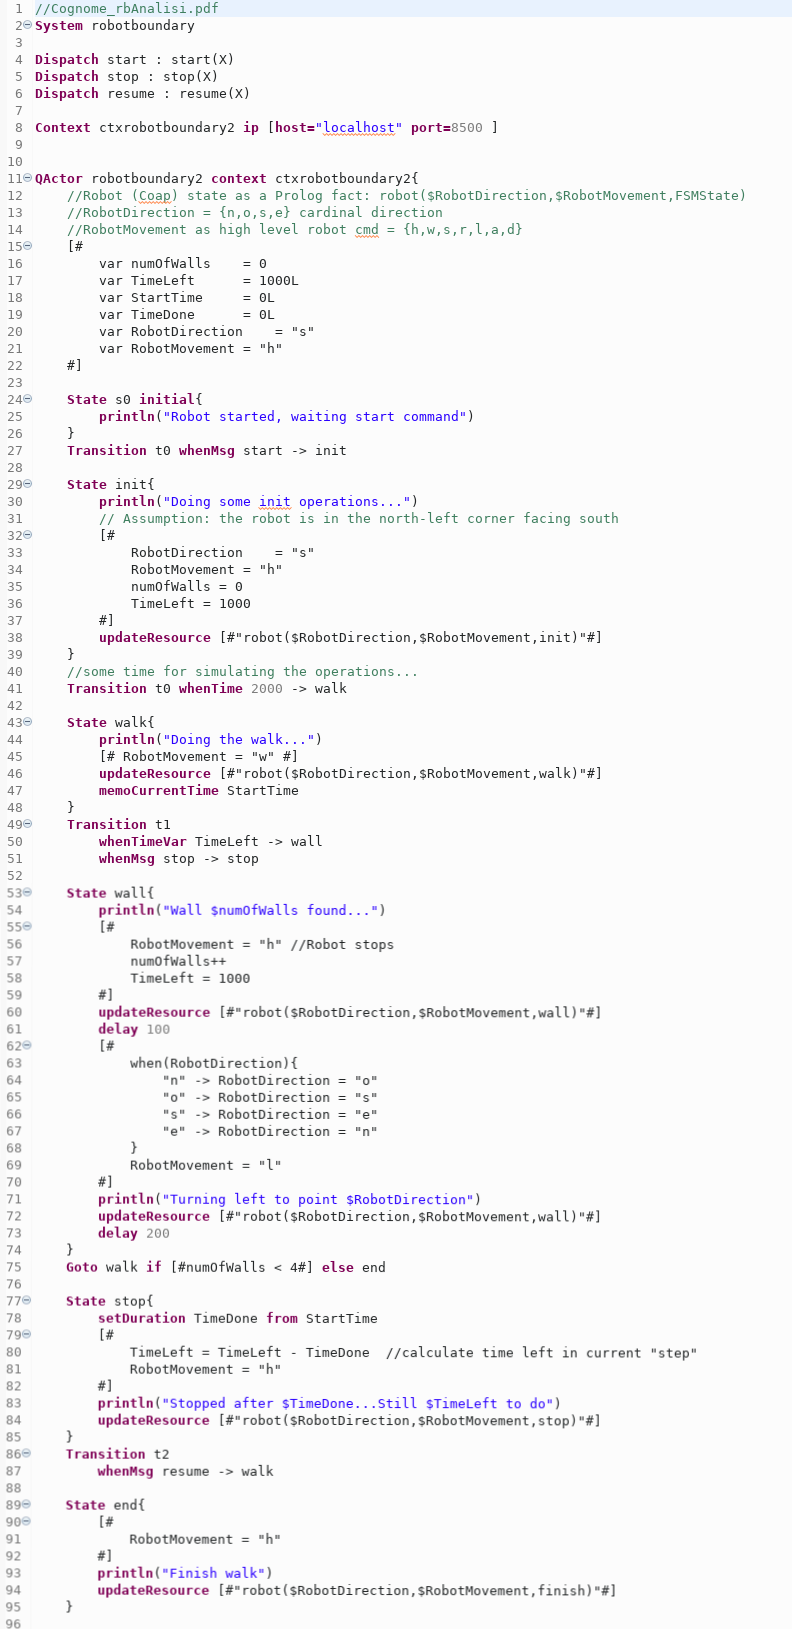 1 //Cognome_rbAnalisi.pdf
2 System robotboundary
3
4 Dispatch start : start(X)
5 Dispatch stop : stop(X)
6 Dispatch resume : resume(X)
7
8 Context ctxrobotboundary2 ip [host="localhost" port=8500 ]
9
10
11 QActor robotboundary2 context ctxrobotboundary2{
12     //Robot (Coap) state as a Prolog fact: robot($RobotDirection,$RobotMovement,FSMState)
13     //RobotDirection = {n,o,s,e} cardinal direction
14     //RobotMovement as high level robot cmd = {h,w,s,r,l,a,d}
15     [#
16         var numOfWalls    = 0
17         var TimeLeft      = 1000L
18         var StartTime     = 0L
19         var TimeDone      = 0L
20         var RobotDirection    = "s"
21         var RobotMovement = "h"
22     #]
23
24     State s0 initial{
25         println("Robot started, waiting start command")
26     }
27     Transition t0 whenMsg start -> init
28
29     State init{
30         println("Doing some init operations...")
31         // Assumption: the robot is in the north-left corner facing south
32         [#
33             RobotDirection    = "s"
34             RobotMovement = "h"
35             numOfWalls = 0
36             TimeLeft = 1000
37         #]
38         updateResource [#"robot($RobotDirection,$RobotMovement,init)"#]
39     }
40     //some time for simulating the operations...
41     Transition t0 whenTime 2000 -> walk
42
43     State walk{
44         println("Doing the walk...")
45         [# RobotMovement = "w" #]
46         updateResource [#"robot($RobotDirection,$RobotMovement,walk)"#]
47         memoCurrentTime StartTime
48     }
49     Transition t1
50         whenTimeVar TimeLeft -> wall
51         whenMsg stop -> stop
52
53     State wall{
54         println("Wall $numOfWalls found...")
55         [#
56             RobotMovement = "h" //Robot stops
57             numOfWalls++
58             TimeLeft = 1000
59         #]
60         updateResource [#"robot($RobotDirection,$RobotMovement,wall)"#]
61         delay 100
62         [#
63             when(RobotDirection){
64                 "n" -> RobotDirection = "o"
65                 "o" -> RobotDirection = "s"
66                 "s" -> RobotDirection = "e"
67                 "e" -> RobotDirection = "n"
68             }
69             RobotMovement = "l"
70         #]
71         println("Turning left to point $RobotDirection")
72         updateResource [#"robot($RobotDirection,$RobotMovement,wall)"#]
73         delay 200
74     }
75     Goto walk if [#numOfWalls < 4#] else end
76
77     State stop{
78         setDuration TimeDone from StartTime
79         [#
80             TimeLeft = TimeLeft - TimeDone  //calculate time left in current "step"
81             RobotMovement = "h"
82         #]
83         println("Stopped after $TimeDone...Still $TimeLeft to do")
84         updateResource [#"robot($RobotDirection,$RobotMovement,stop)"#]
85     }
86     Transition t2
87         whenMsg resume -> walk
88
89     State end{
90         [#
91             RobotMovement = "h"
92         #]
93         println("Finish walk")
94         updateResource [#"robot($RobotDirection,$RobotMovement,finish)"#]
95     }
96